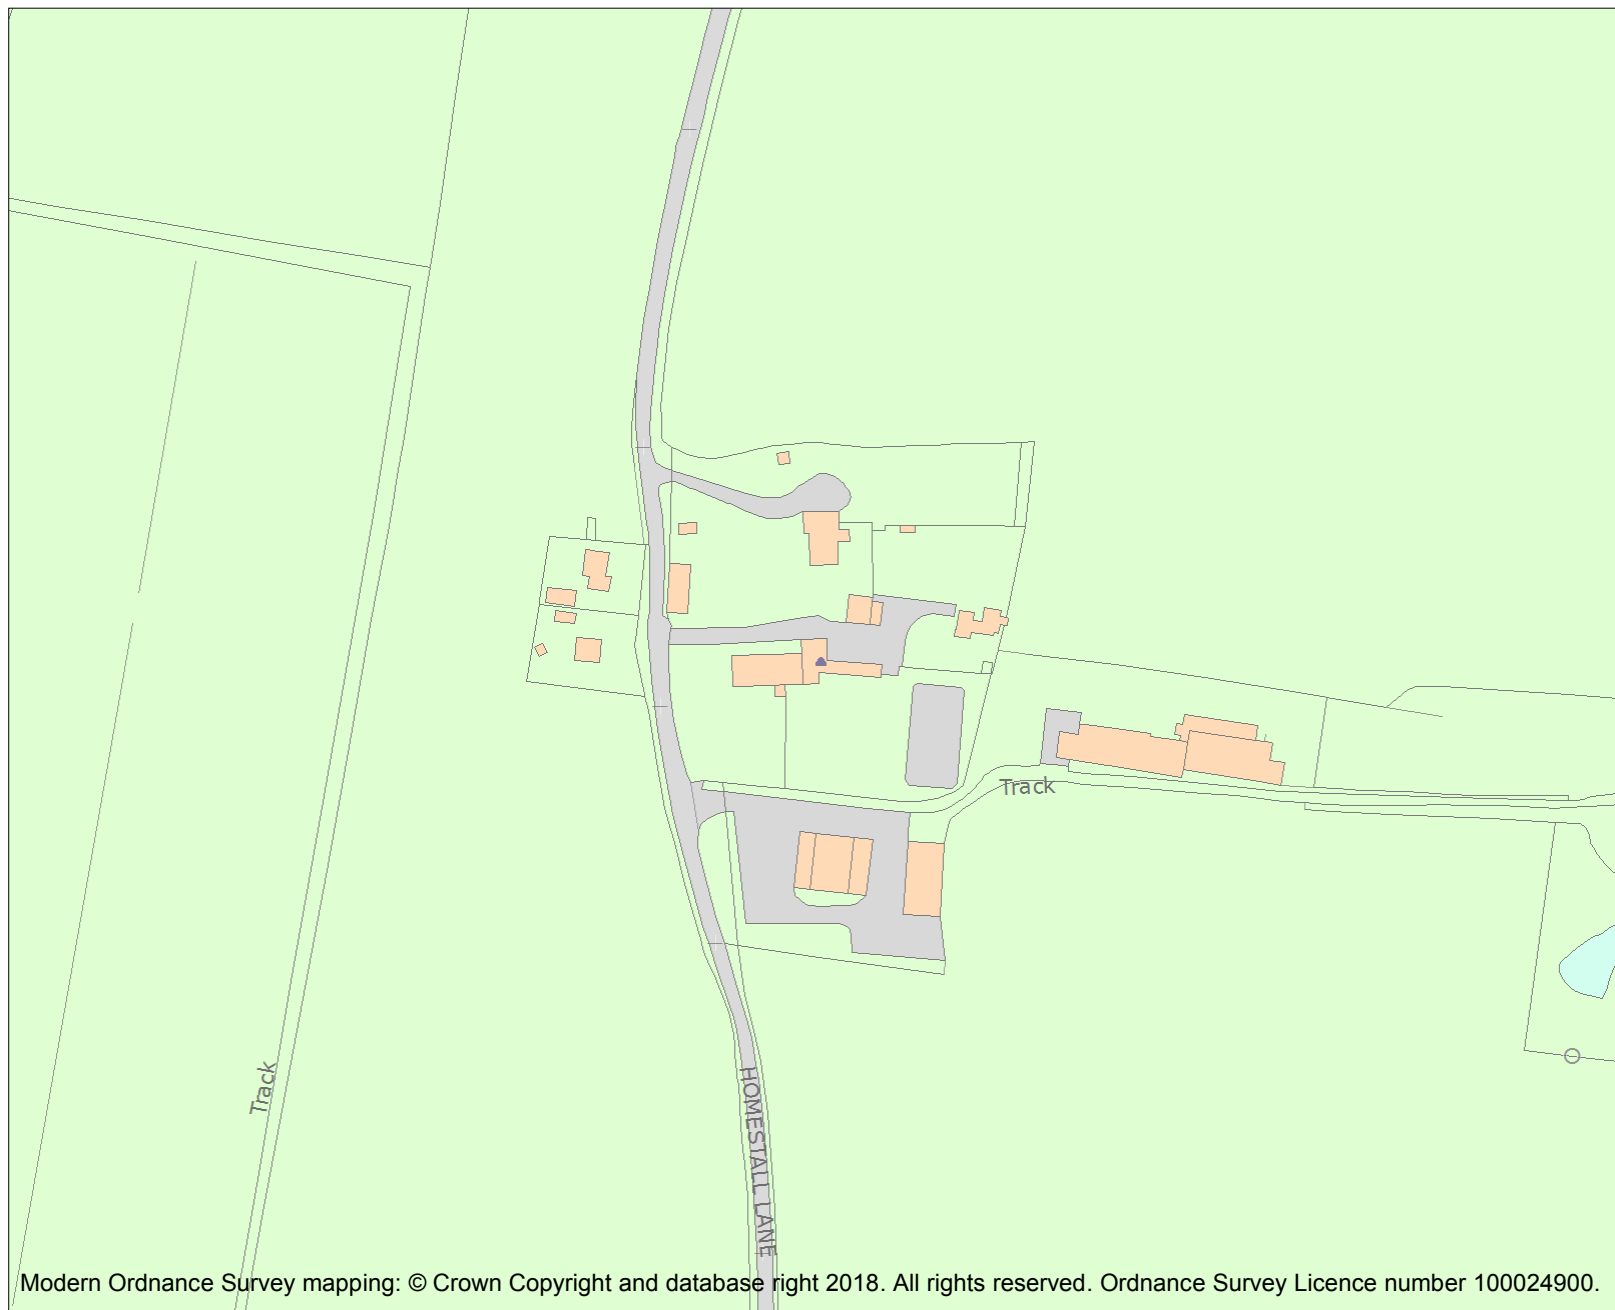 Track
Track
HOMESTALL LANE
Modern Ordnance Survey mapping: © Crown Copyright and database right 2018. All rights reserved. Ordnance Survey Licence number 100024900.